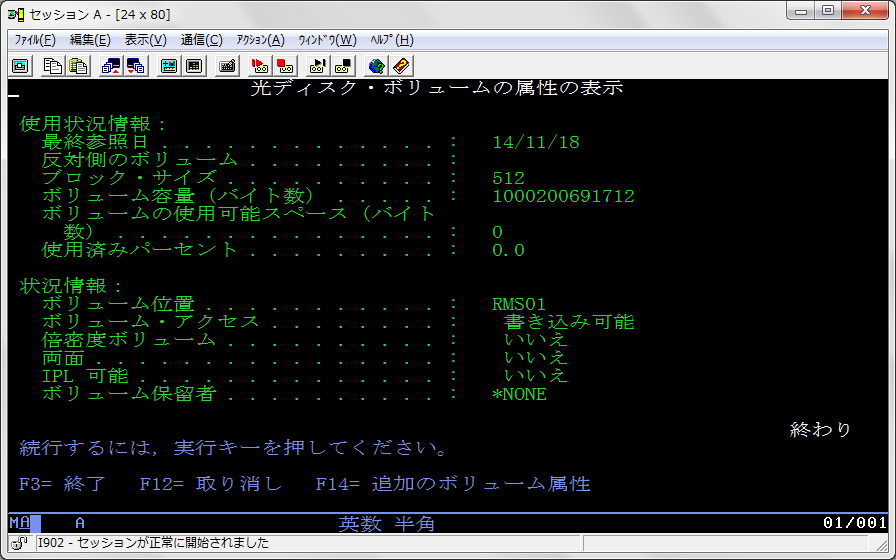 セッション A - [24 x 80]
ﾌｧｲﾙ(F) 編集(E) 表示(V) 通信(C) ｱｸｼｮﾝ(A) ｳｨﾝﾄﾞｳ(W) ﾍﾙﾌﾟ(H)
光ディスク・ボリュームの属性の表示
使用状況情報：
最終参照日 . . . . . . . . . . . . . : 14/11/18
反対側のボリューム . . . . . . . . . :
ブロック・サイズ . . . . . . . . . . : 512
ボリューム容量（バイト数） . . . . . : 1000200691712
ボリュームの使用可能スペース（バイト
数） . . . . . . . . . . . . . . . : 0
使用済みパーセント . . . . . . . . . : 0.0
状況情報：
ボリューム位置 . . . . . . . . . . . : RMS01
ボリューム・アクセス . . . . . . . . : 書き込み可能
倍密度ボリューム . . . . . . . . . . : いいえ
両面 . . . . . . . . . . . . . . . . : いいえ
IPL 可能 . . . . . . . . . . . . . . : いいえ
ボリューム保留者 . . . . . . . . . . : *NONE
終わり
続行するには，実行キーを押してください。
F3= 終了 F12= 取り消し F14= 追加のボリューム属性
MA A 英数 半角 01/001
I902 - セッションが正常に開始されました